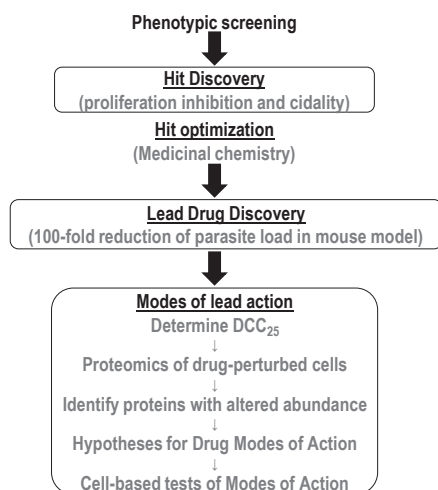 Phenotypic screening
Hit Discovery
(proliferation inhibition and cidality)
Hit optimization
(Medicinal chemistry)
Lead Drug Discovery
(100-fold reduction of parasite load in mouse model)
Modes of lead action
Determine DCC₂₅
↓
Proteomics of drug-perturbed cells
↓
Identify proteins with altered abundance
↓
Hypotheses for Drug Modes of Action
↓
Cell-based tests of Modes of Action